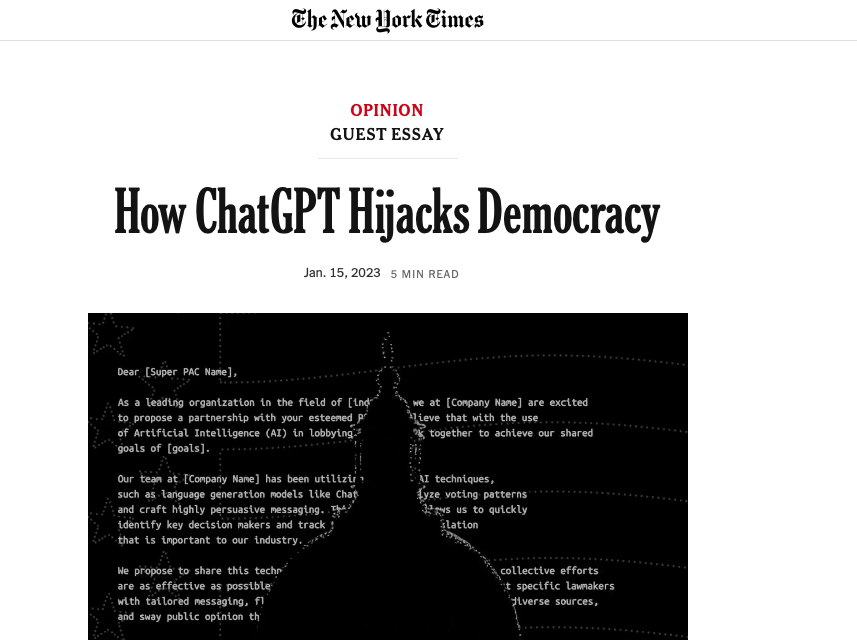 The New York Times
OPINION
GUEST ESSAY
How ChatGPT Hijacks Democracy
Jan. 15, 2023 5 MIN READ
Dear [Super PAC Name],
As a leading organization in the field of we at [Company Name] are excited
to propose a partnership with your esteemed that with the use
of Artificial Intelligence (AI) in lobbying, together to achieve our shared
goals of [goals].
Our team at [Company Name] has been AI techniques,
such as language generation models like voting patterns
and craft highly persuasive messaging. us to quickly
identify key decision makers and track
that is important to our industry.
We propose to share this collective efforts
are as effective as possible specific lawmakers
with tailored messaging, diverse sources,
and sway public opinion